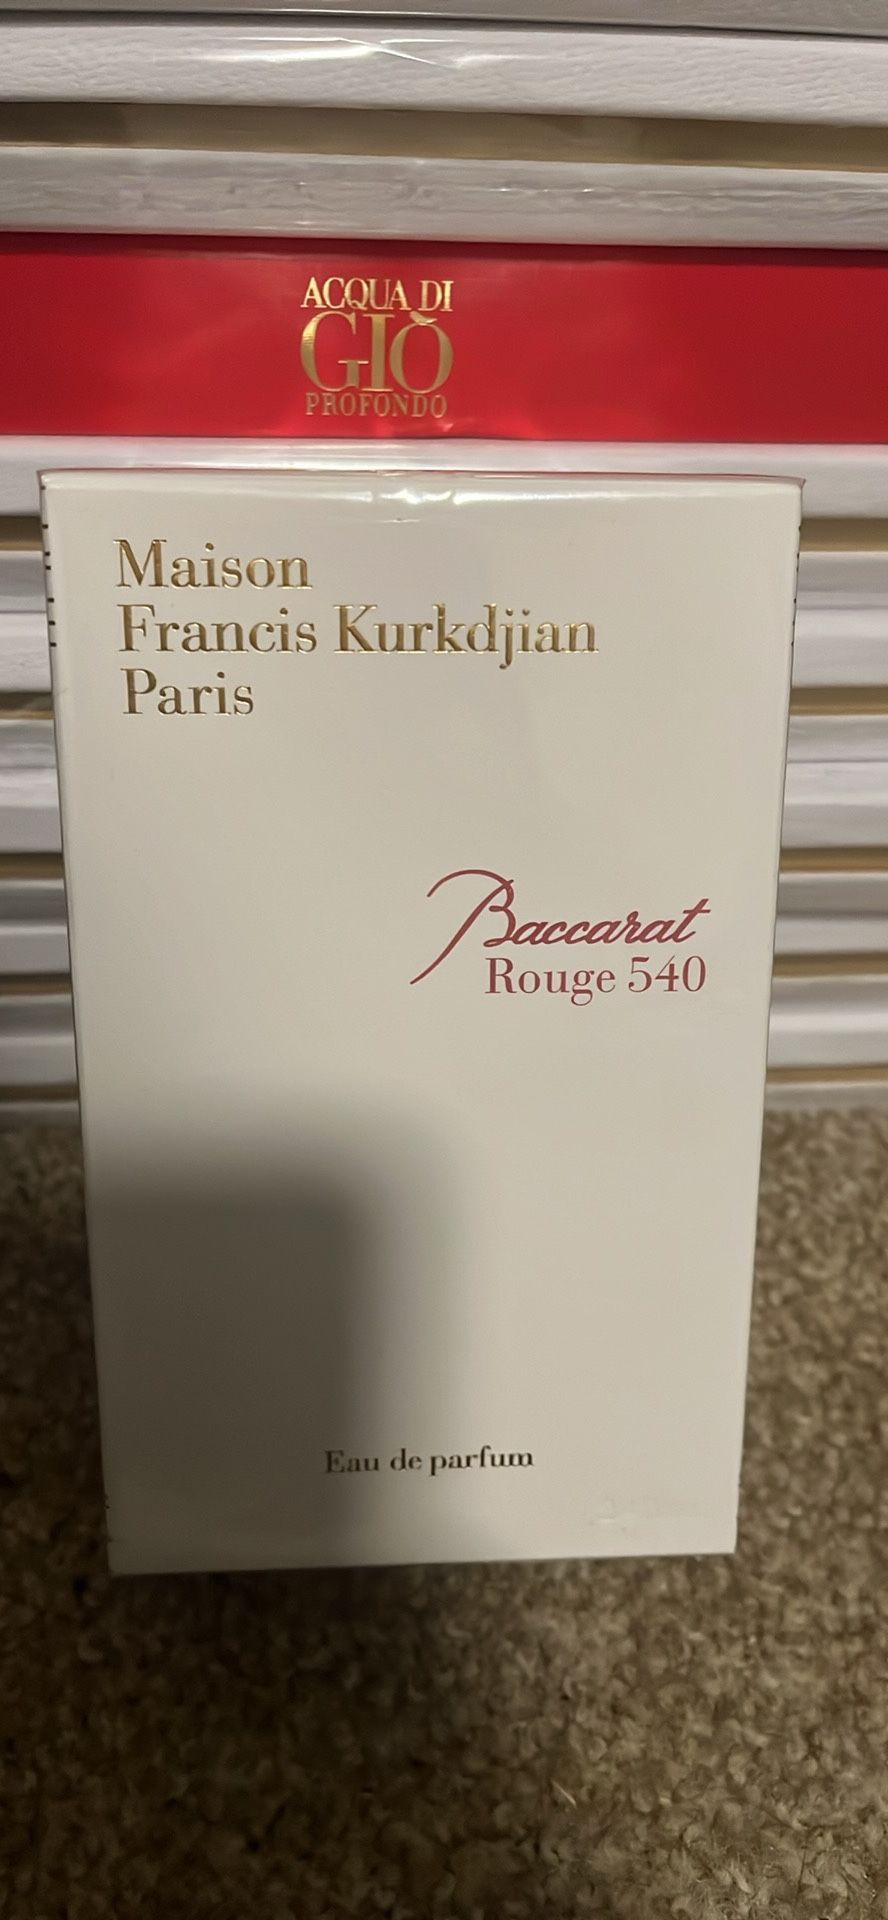 ACQUA DI
GIÒ
PROFONDO
Maison
Francis Kurkdjian
Paris
Baccarat
Rouge 540
Eau de parfum